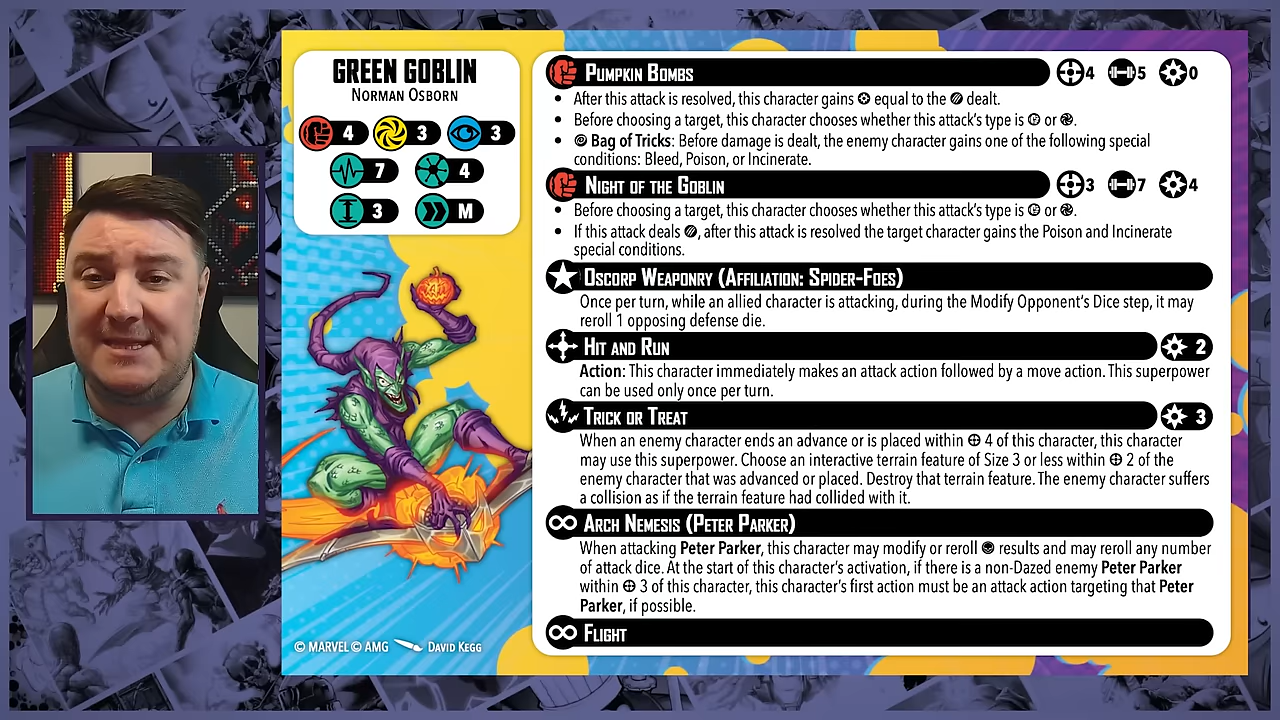 GREEN GOBLIN
NORMAN OSBORN
4 3 3
7 4
3 M
PUMPKIN BOMBS 4 5 0
• After this attack is resolved, this character gains equal to the dealt.
• Before choosing a target, this character chooses whether this attack's type is or .
• Bag of Tricks: Before damage is dealt, the enemy character gains one of the following special
conditions: Bleed, Poison, or Incinerate.
NIGHT OF THE GOBLIN 3 7 4
• Before choosing a target, this character chooses whether this attack's type is or .
• If this attack deals , after this attack is resolved the target character gains the Poison and Incinerate
special conditions.
OSCORP WEAPONRY (AFFILIATION: SPIDER-FOES)
Once per turn, while an allied character is attacking, during the Modify Opponent's Dice step, it may
reroll 1 opposing defense die.
HIT AND RUN 2
Action: This character immediately makes an attack action followed by a move action. This superpower
can be used only once per turn.
TRICK OR TREAT 3
When an enemy character ends an advance or is placed within 4 of this character, this character
may use this superpower. Choose an interactive terrain feature of Size 3 or less within 2 of the
enemy character that was advanced or placed. Destroy that terrain feature. The enemy character suffers
a collision as if the terrain feature had collided with it.
ARCH NEMESIS (PETER PARKER)
When attacking Peter Parker, this character may modify or reroll results and may reroll any number
of attack dice. At the start of this character's activation, if there is a non-Dazed enemy Peter Parker
within 3 of this character, this character's first action must be an attack action targeting that Peter
Parker, if possible.
FLIGHT
© MARVEL © AMG DAVID KEGG